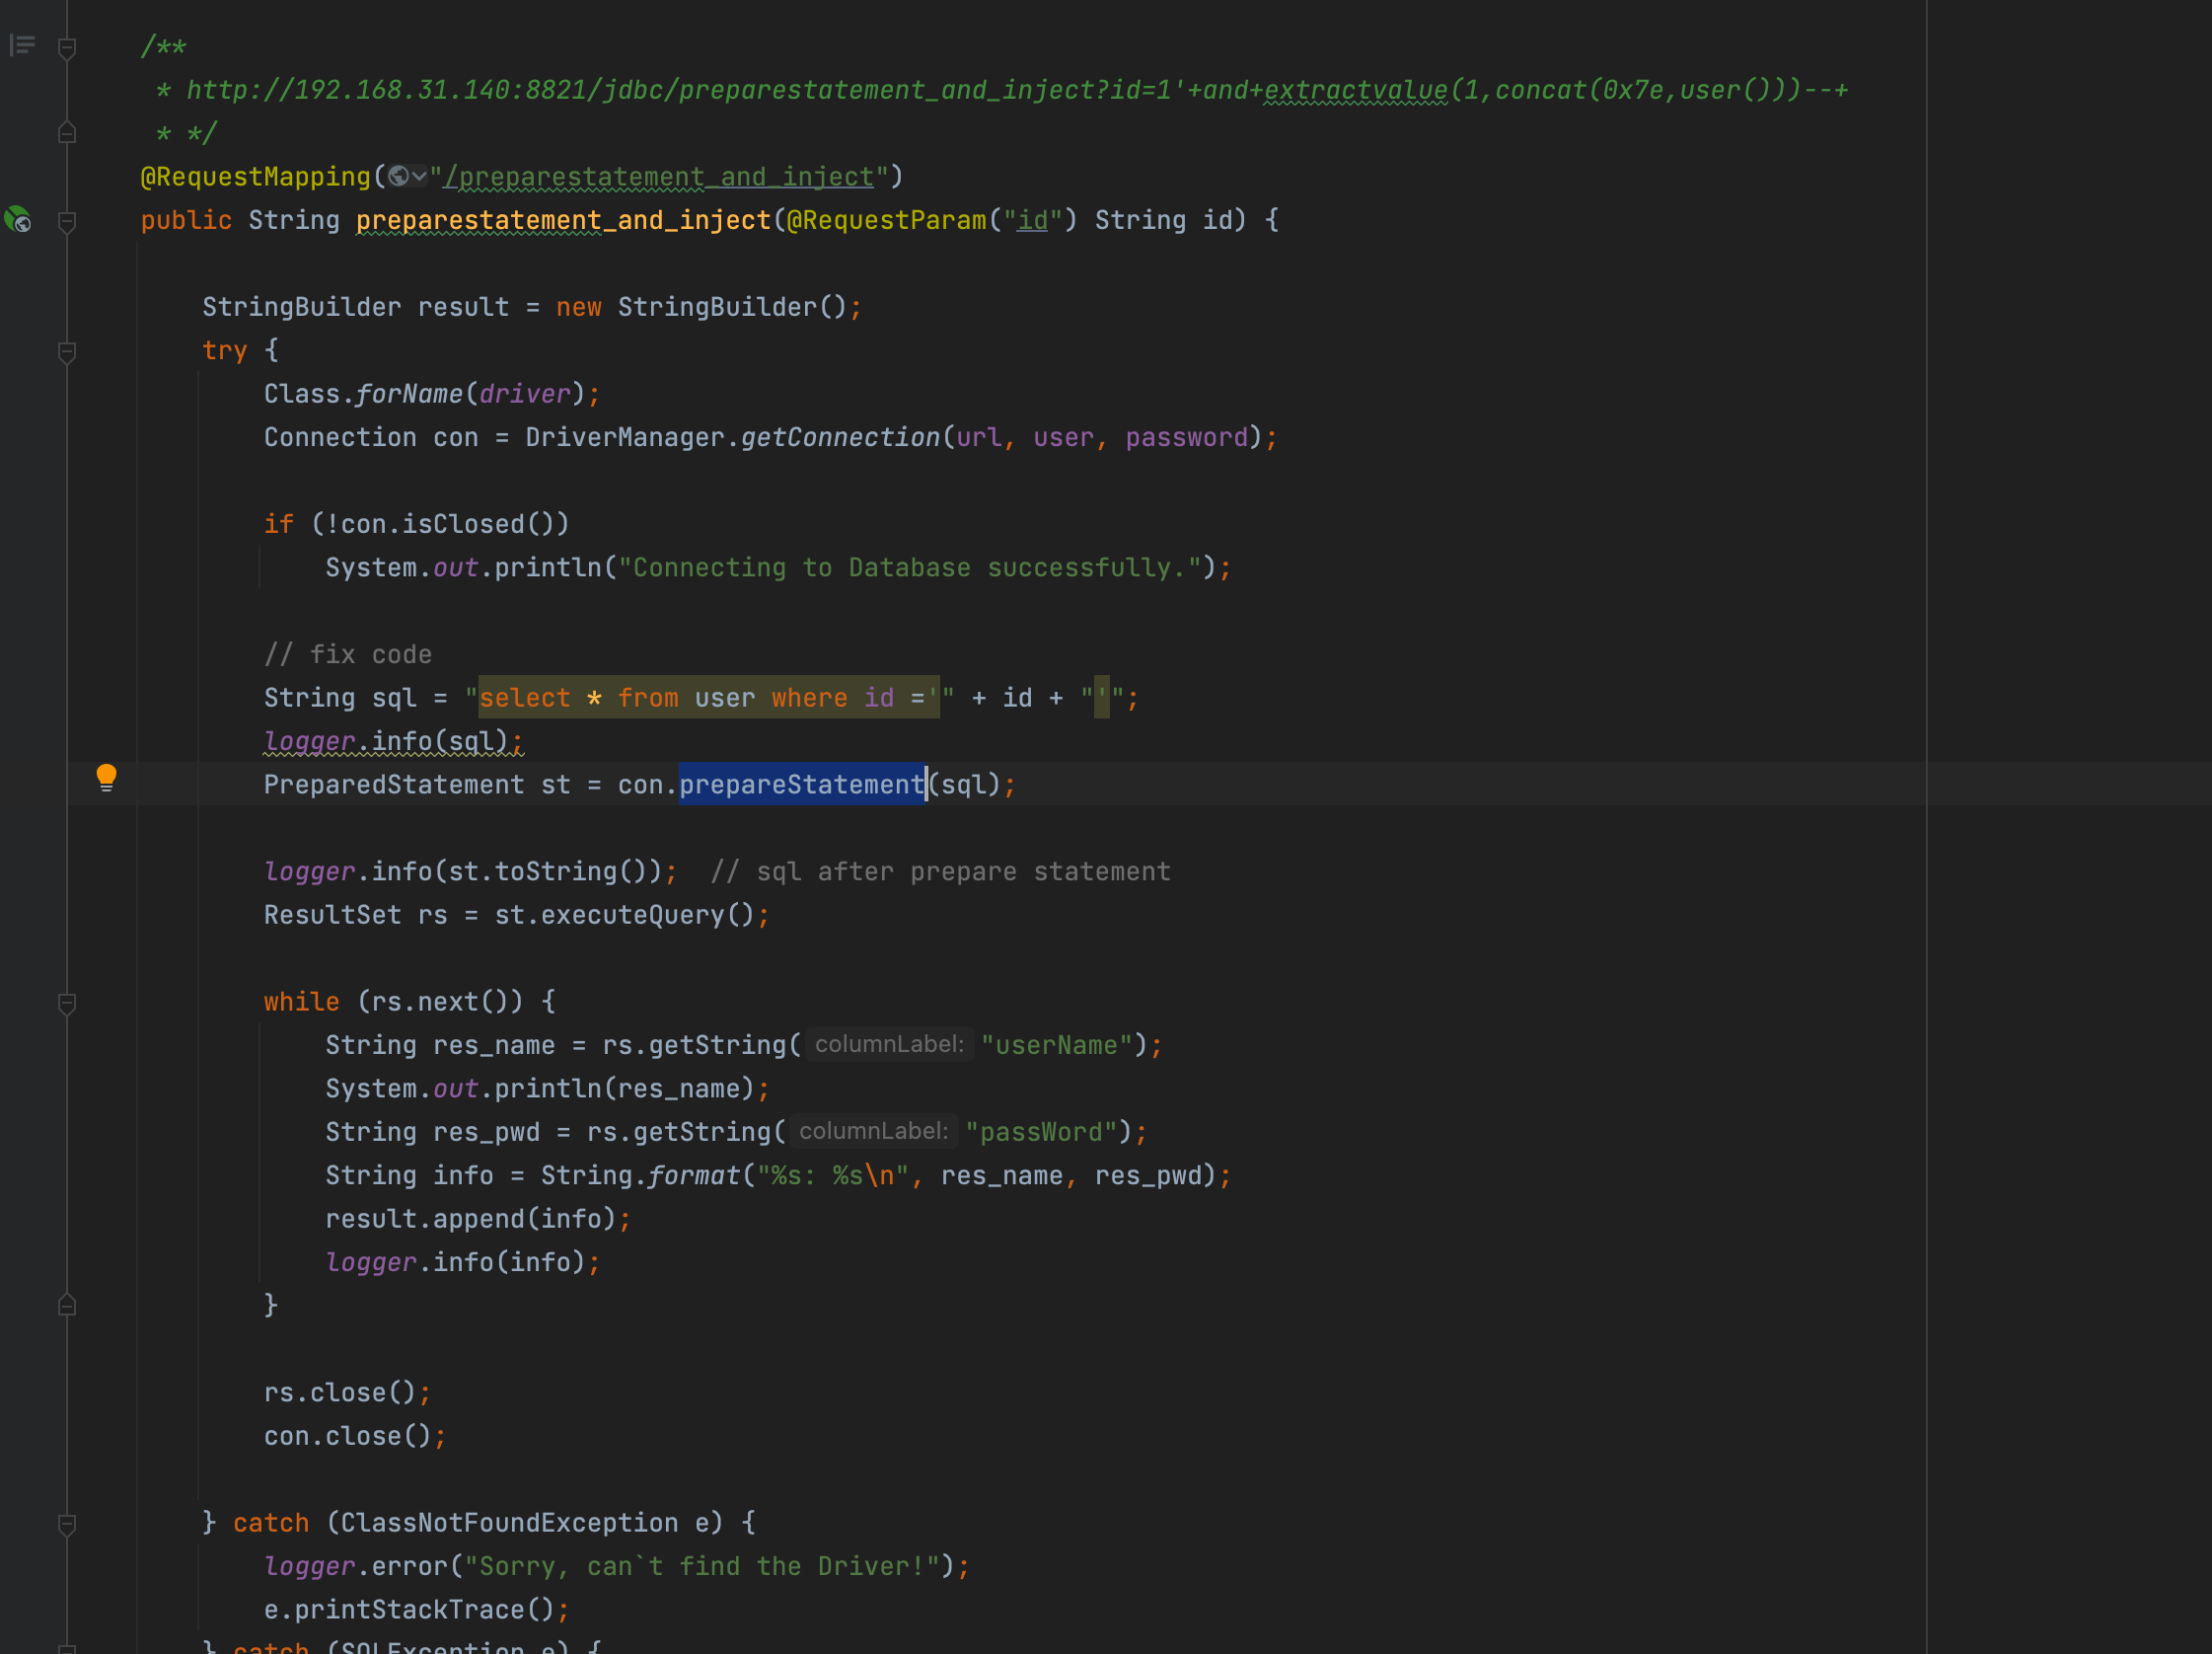 /**
 * http://192.168.31.140:8821/jdbc/preparestatement_and_inject?id=1'+and+extractvalue(1,concat(0x7e,user()))--+
 * */
@RequestMapping("/preparestatement_and_inject")
public String preparestatement_and_inject(@RequestParam("id") String id) {
StringBuilder result = new StringBuilder();
try {
Class.forName(driver);
Connection con = DriverManager.getConnection(url, user, password);
if (!con.isClosed())
System.out.println("Connecting to Database successfully.");
// fix code
String sql = "select * from user where id ='" + id + "'";
logger.info(sql);
PreparedStatement st = con.prepareStatement(sql);
logger.info(st.toString());  // sql after prepare statement
ResultSet rs = st.executeQuery();
while (rs.next()) {
String res_name = rs.getString( columnLabel: "userName");
System.out.println(res_name);
String res_pwd = rs.getString( columnLabel: "passWord");
String info = String.format("%s: %s\n", res_name, res_pwd);
result.append(info);
logger.info(info);
}
rs.close();
con.close();
} catch (ClassNotFoundException e) {
logger.error("Sorry, can`t find the Driver!");
e.printStackTrace();
} catch (SQLException e) {